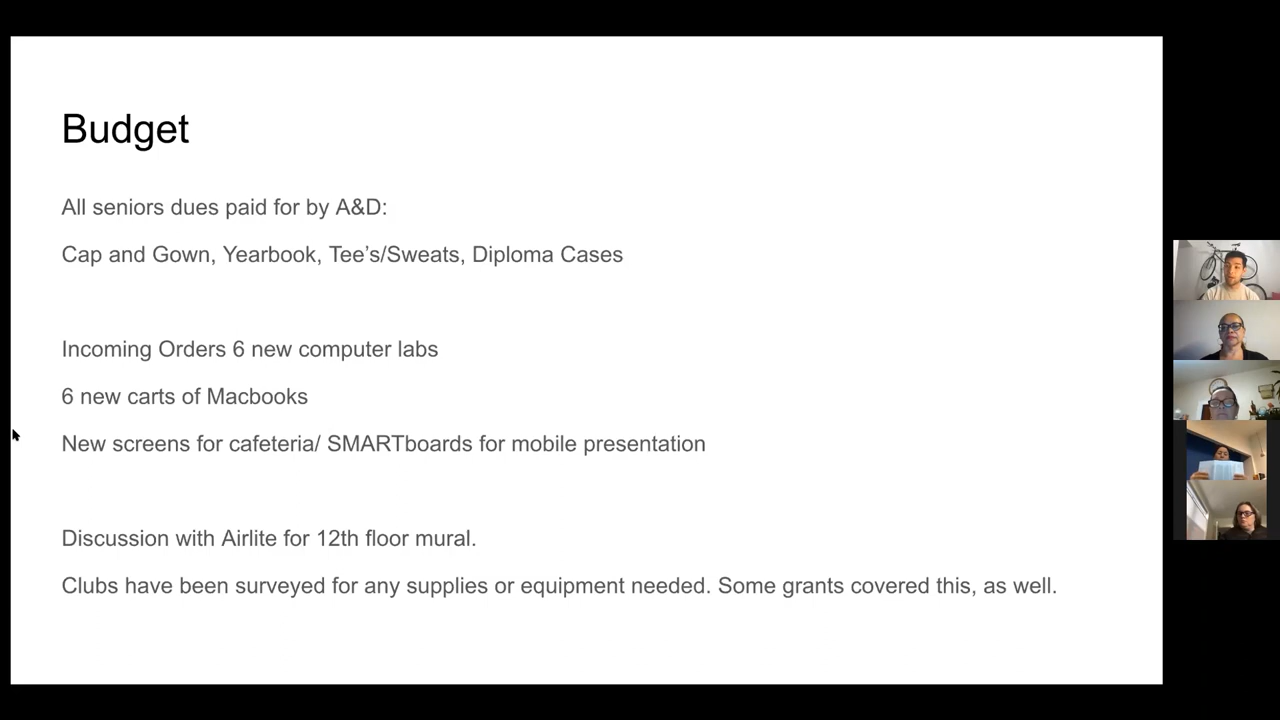 Budget
All seniors dues paid for by A&D:
Cap and Gown, Yearbook, Tee’s/Sweats, Diploma Cases
Incoming Orders 6 new computer labs
6 new carts of Macbooks
New screens for cafeteria/ SMARTboards for mobile presentation
Discussion with Airlite for 12th floor mural.
Clubs have been surveyed for any supplies or equipment needed. Some grants covered this, as well.